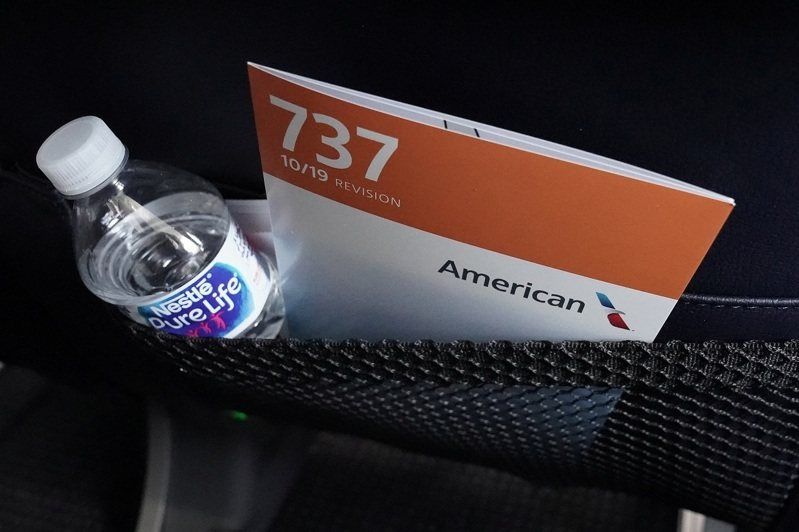 737
10/19 REVISION
American
Nestlé
Pure Life